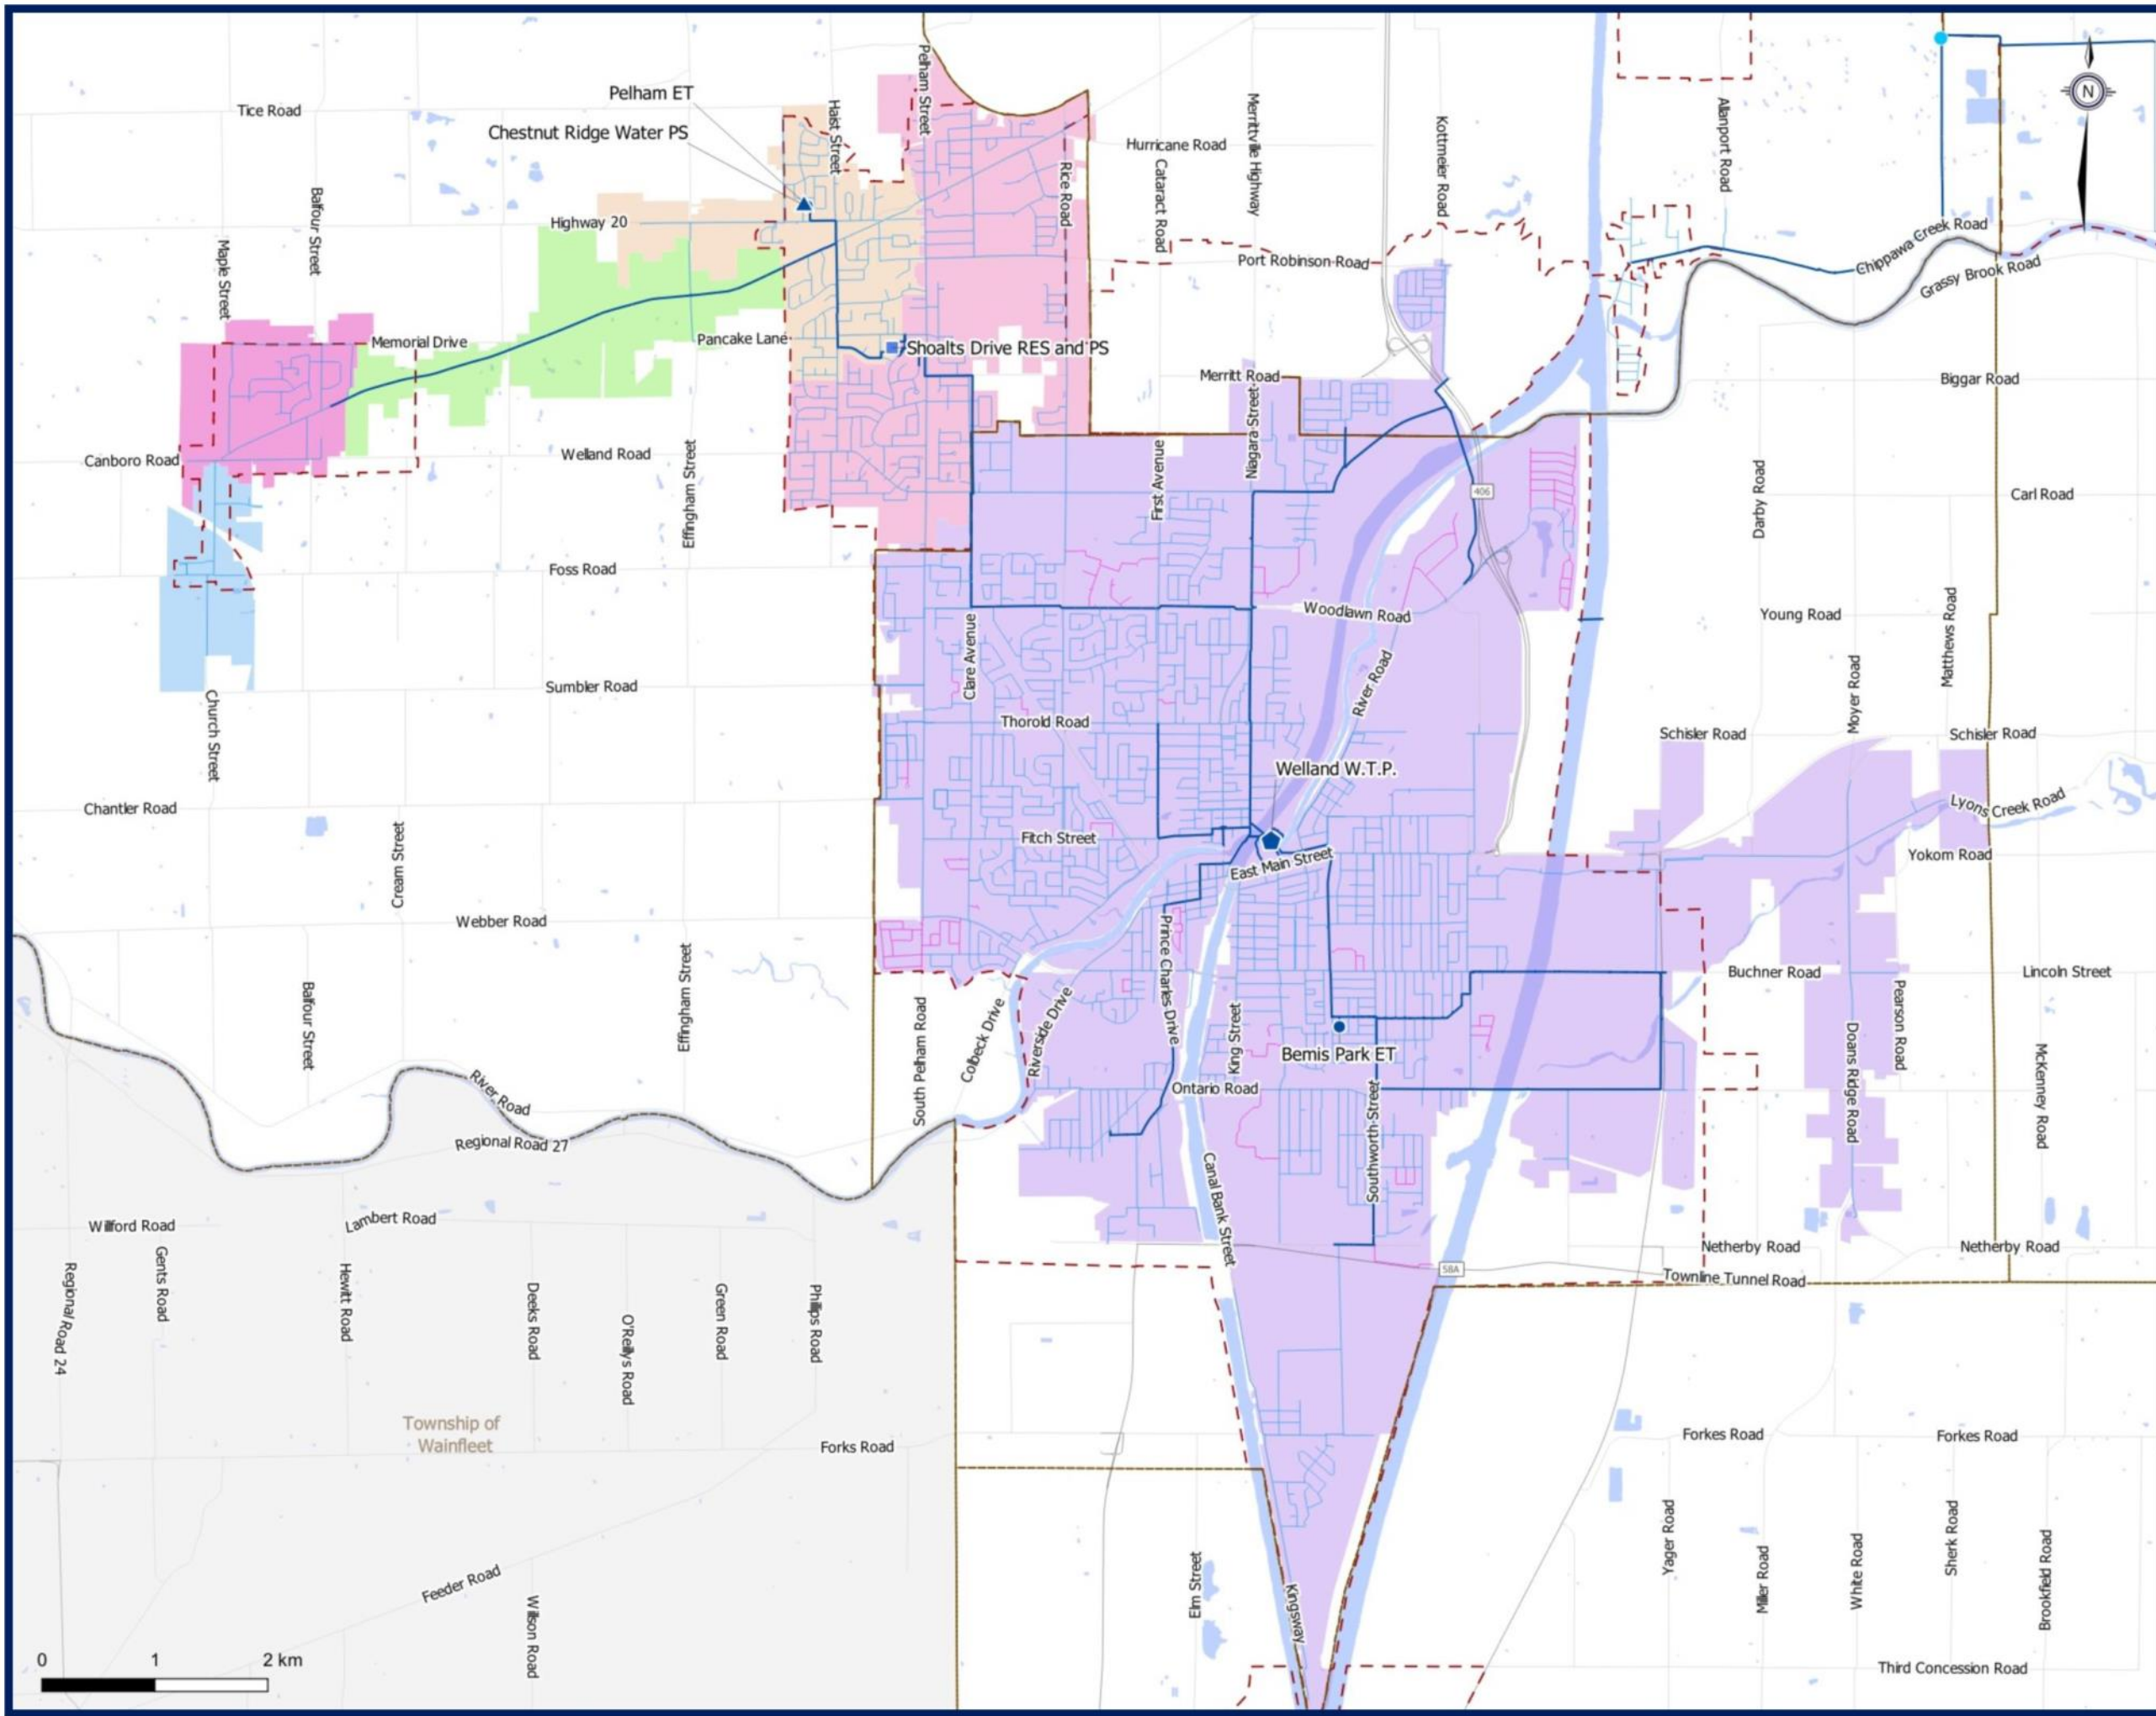 Tice Road
Pelham ET
Chestnut Ridge Water PS
Haist Street
Pelham Street
Hurricane Road
Rice Road
Cataract Road
Merrittville Highway
Kottmeier Road
Allanport Road
N
Balfour Street
Maple Street
Highway 20
Port Robinson Road
Chippawa Creek Road
Grassy Brook Road
Memorial Drive
Pancake Lane
Shoalts Drive RES and PS
Merritt Road
Niagara Street
Biggar Road
Canboro Road
Welland Road
Effingham Street
First Avenue
406
Darby Road
Carl Road
Foss Road
Woodlawn Road
Young Road
Matthews Road
Clare Avenue
River Road
Sumbler Road
Church Street
Thorold Road
Moyer Road
Schisler Road
Schisler Road
Welland W.T.P.
Chantler Road
Fitch Street
East Main Street
Lyons Creek Road
Yokom Road
Cream Street
Webber Road
Effingham Street
Balfour Street
South Pelham Road
Colbeck Drive
Riverside Drive
Prince Charles Drive
King Street
Bemis Park ET
Buchner Road
Lincoln Street
Pearson Road
Doans Ridge Road
McKenney Road
River Road
Regional Road 27
Ontario Road
Southworth Street
Canal Bank Street
Willford Road
Lambert Road
Netherby Road
Netherby Road
58A
Townline Tunnel Road
Regional Road 24
Gents Road
Hewitt Road
Deeks Road
O'Reillys Road
Green Road
Phillips Road
Township of
Wainfleet
Forks Road
Forkes Road
Forkes Road
Feeder Road
Willson Road
Elm Street
Kingsway
Yager Road
Miller Road
White Road
Sherk Road
Brookfield Road
Third Concession Road
0 1 2 km